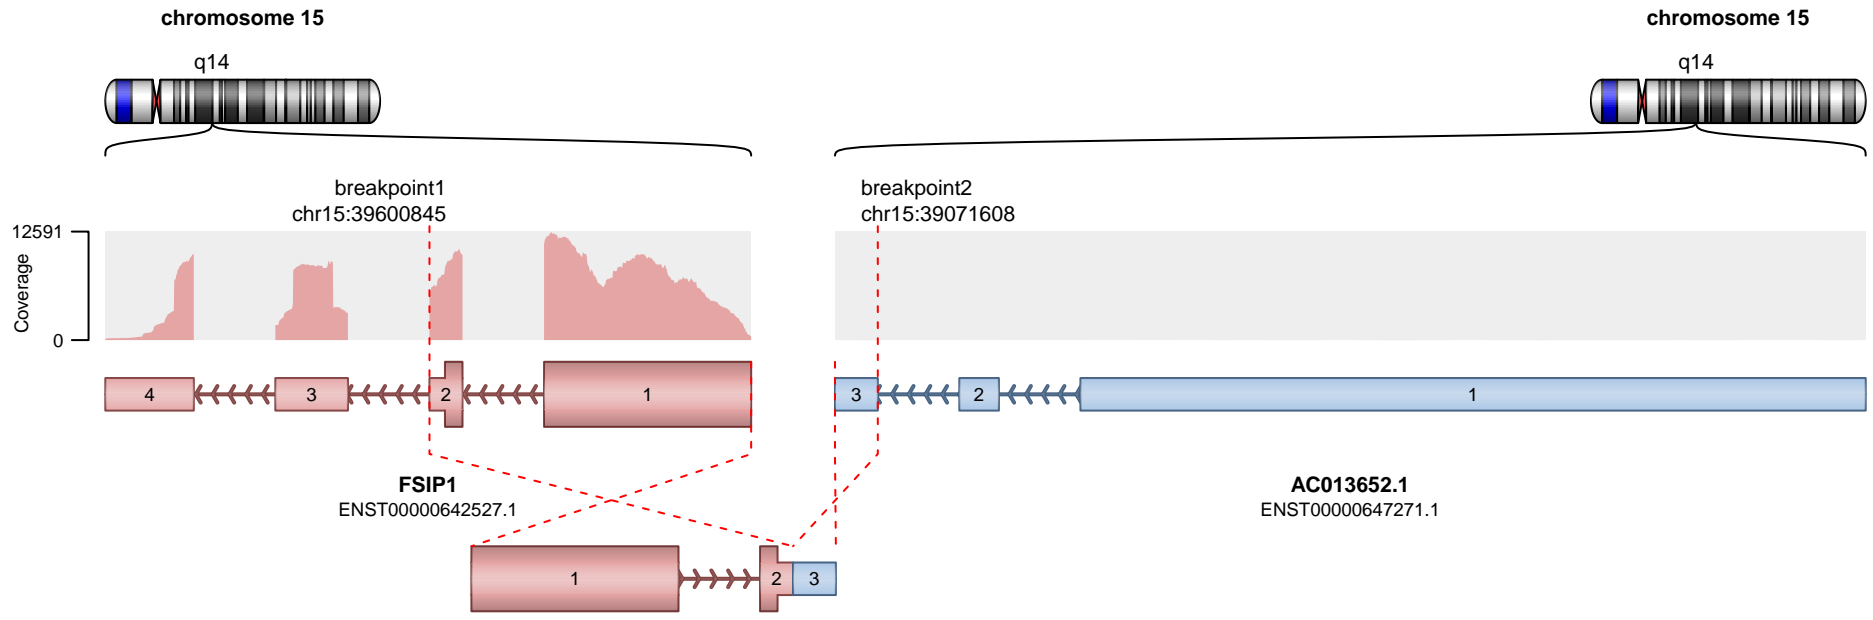 chromosome 15
chromosome 15
q14
q14
breakpoint1
chr15:39600845
breakpoint2
chr15:39071608
12591
Coverage
0
4
3
2
1
3
2
1
FSIP1
ENST00000642527.1
AC013652.1
ENST00000647271.1
1
2
3